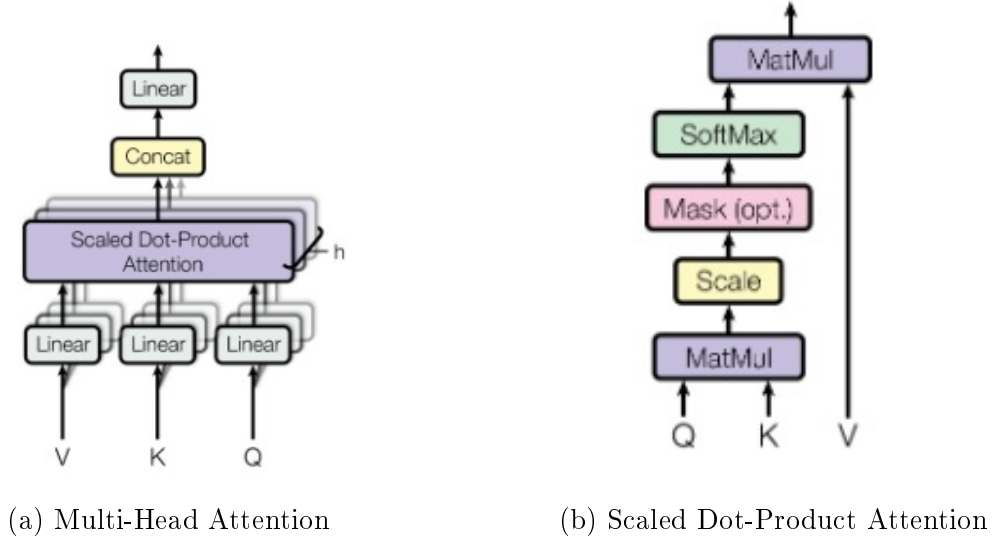 Linear
Concat
Scaled Dot-Product
Attention
h
Linear Linear Linear
V K Q
(a) Multi-Head Attention
MatMul
SoftMax
Mask (opt.)
Scale
MatMul
Q K V
(b) Scaled Dot-Product Attention